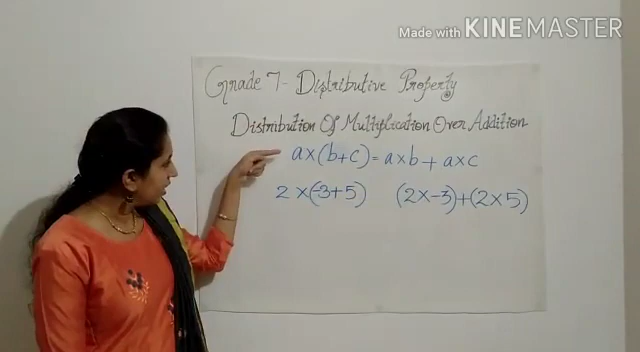 Made with KINEMASTER
Grade 7- Distributive Property
Distribution Of Multiplication Over Addition
a×(b+c)=a×b+a×c
2×(-3+5) (2×-3)+(2×5)